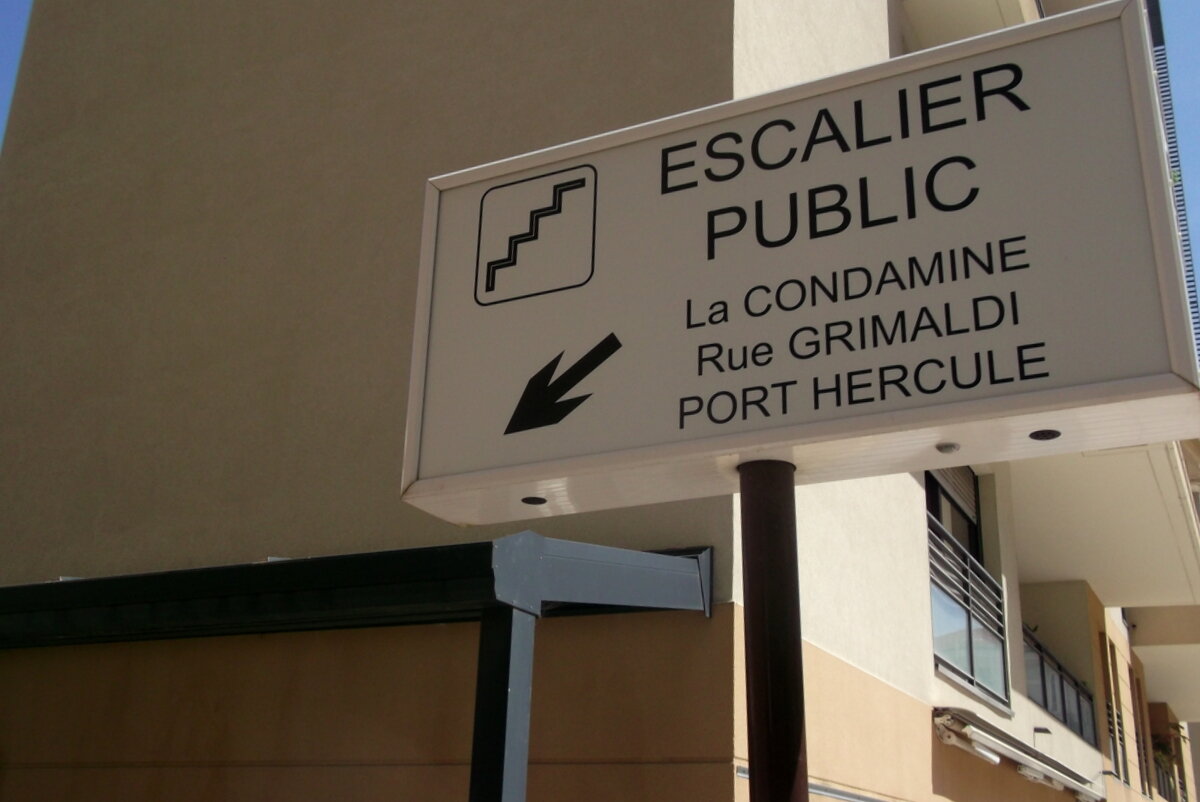 ESCALIER
PUBLIC
La CONDAMINE
Rue GRIMALDI
PORT HERCULE